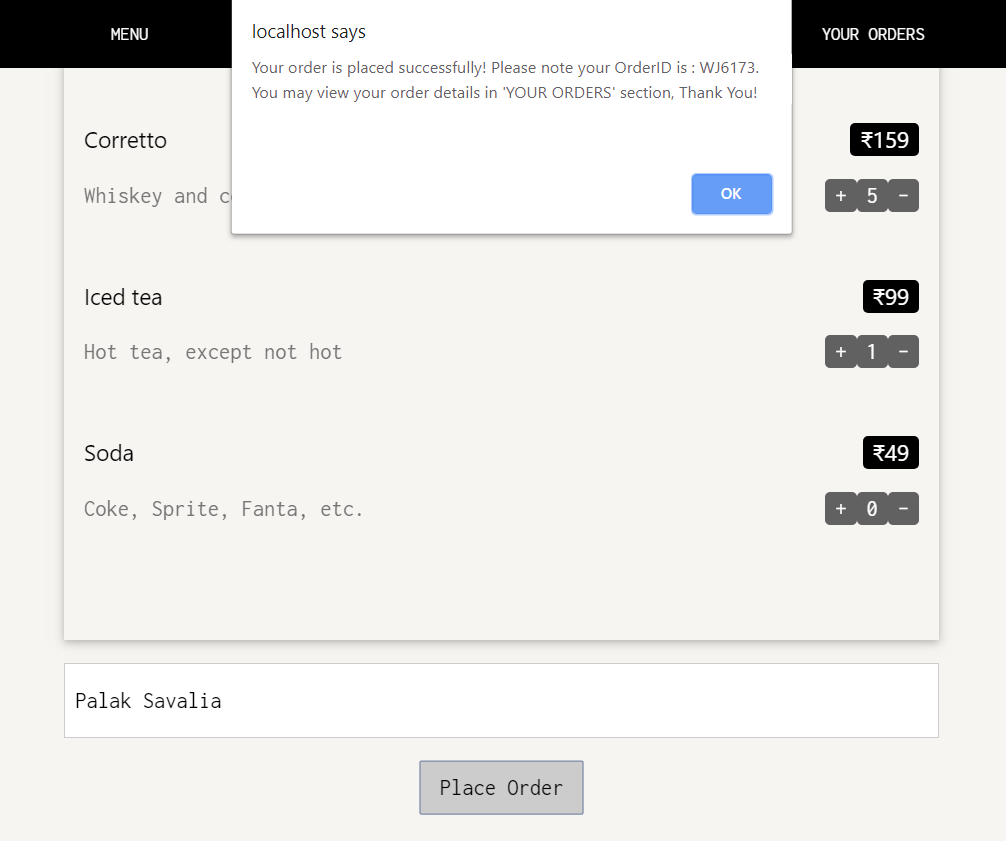 MENU
YOUR ORDERS
localhost says
Your order is placed successfully! Please note your OrderID is : WJ6173.
You may view your order details in 'YOUR ORDERS' section, Thank You!
OK
Corretto ₹159
Whiskey and + 5 -
Iced tea ₹99
Hot tea, except not hot + 1 -
Soda ₹49
Coke, Sprite, Fanta, etc. + 0 -
Palak Savalia
Place Order